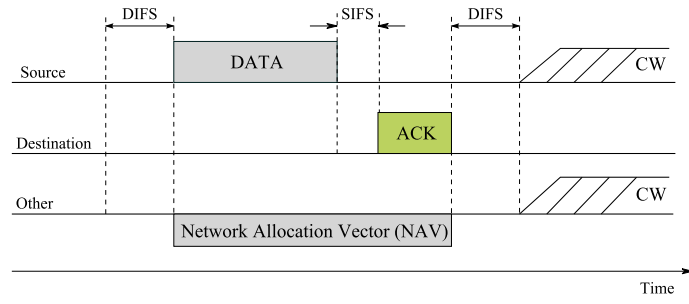 DIFS
SIFS
DIFS
DATA
CW
Source
ACK
Destination
CW
Other
Network Allocation Vector (NAV)
Time